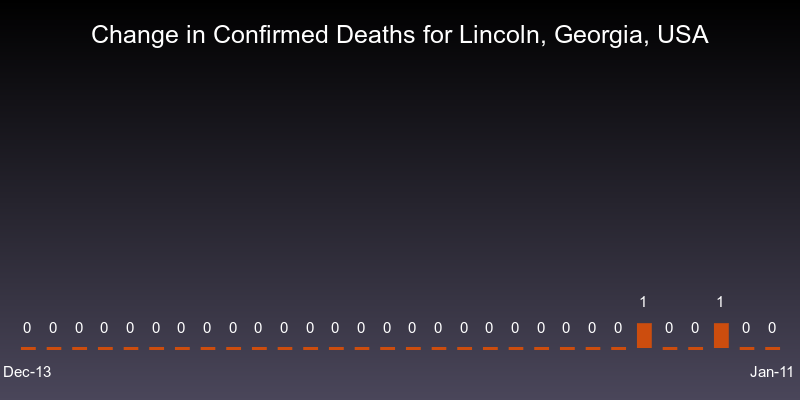 Change in Confirmed Deaths for Lincoln, Georgia, USA
1 1
0 0 0 0 0 0 0 0 0 0 0 0 0 0 0 0 0 0 0 0 0 0 0 0 0 0 0 0
Dec-13 Jan-11